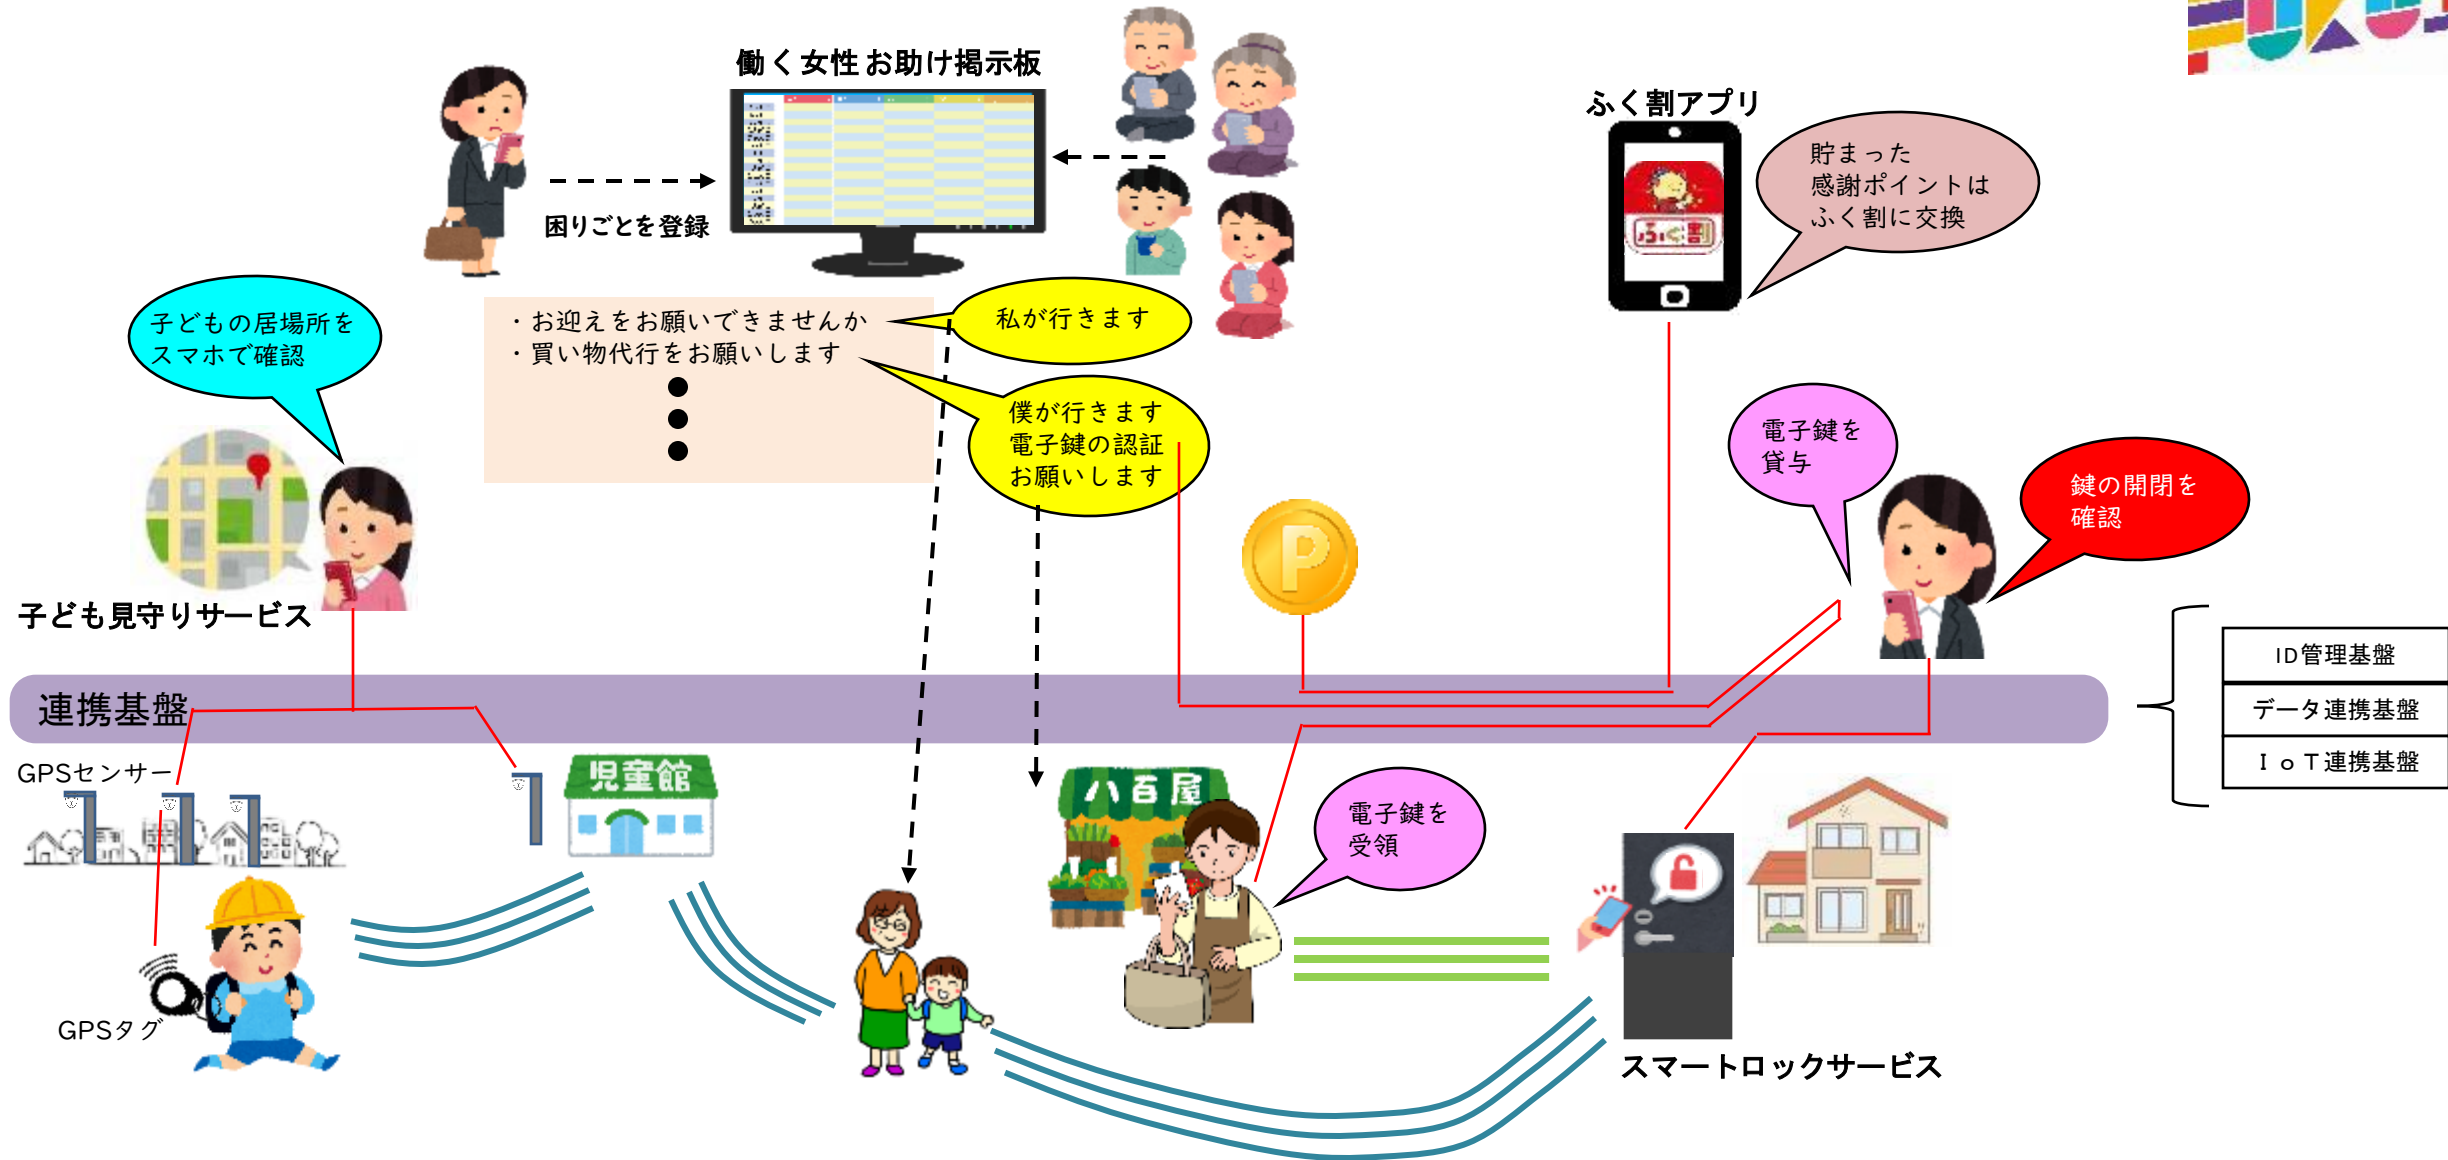 働く女性お助け掲示板
困りごとを登録
ふく割アプリ
ふく割
貯まった
感謝ポイントは
ふく割に交換
子どもの居場所を
スマホで確認
・お迎えをお願いできませんか
・買い物代行をお願いします
私が行きます
僕が行きます
電子鍵の認証
お願いします
P
電子鍵を
貸与
鍵の開閉を
確認
子ども見守りサービス
連携基盤
ID管理基盤
データ連携基盤
ＩｏＴ連携基盤
GPSセンサー
児童館
八百屋
電子鍵を
受領
GPSタグ
スマートロックサービス